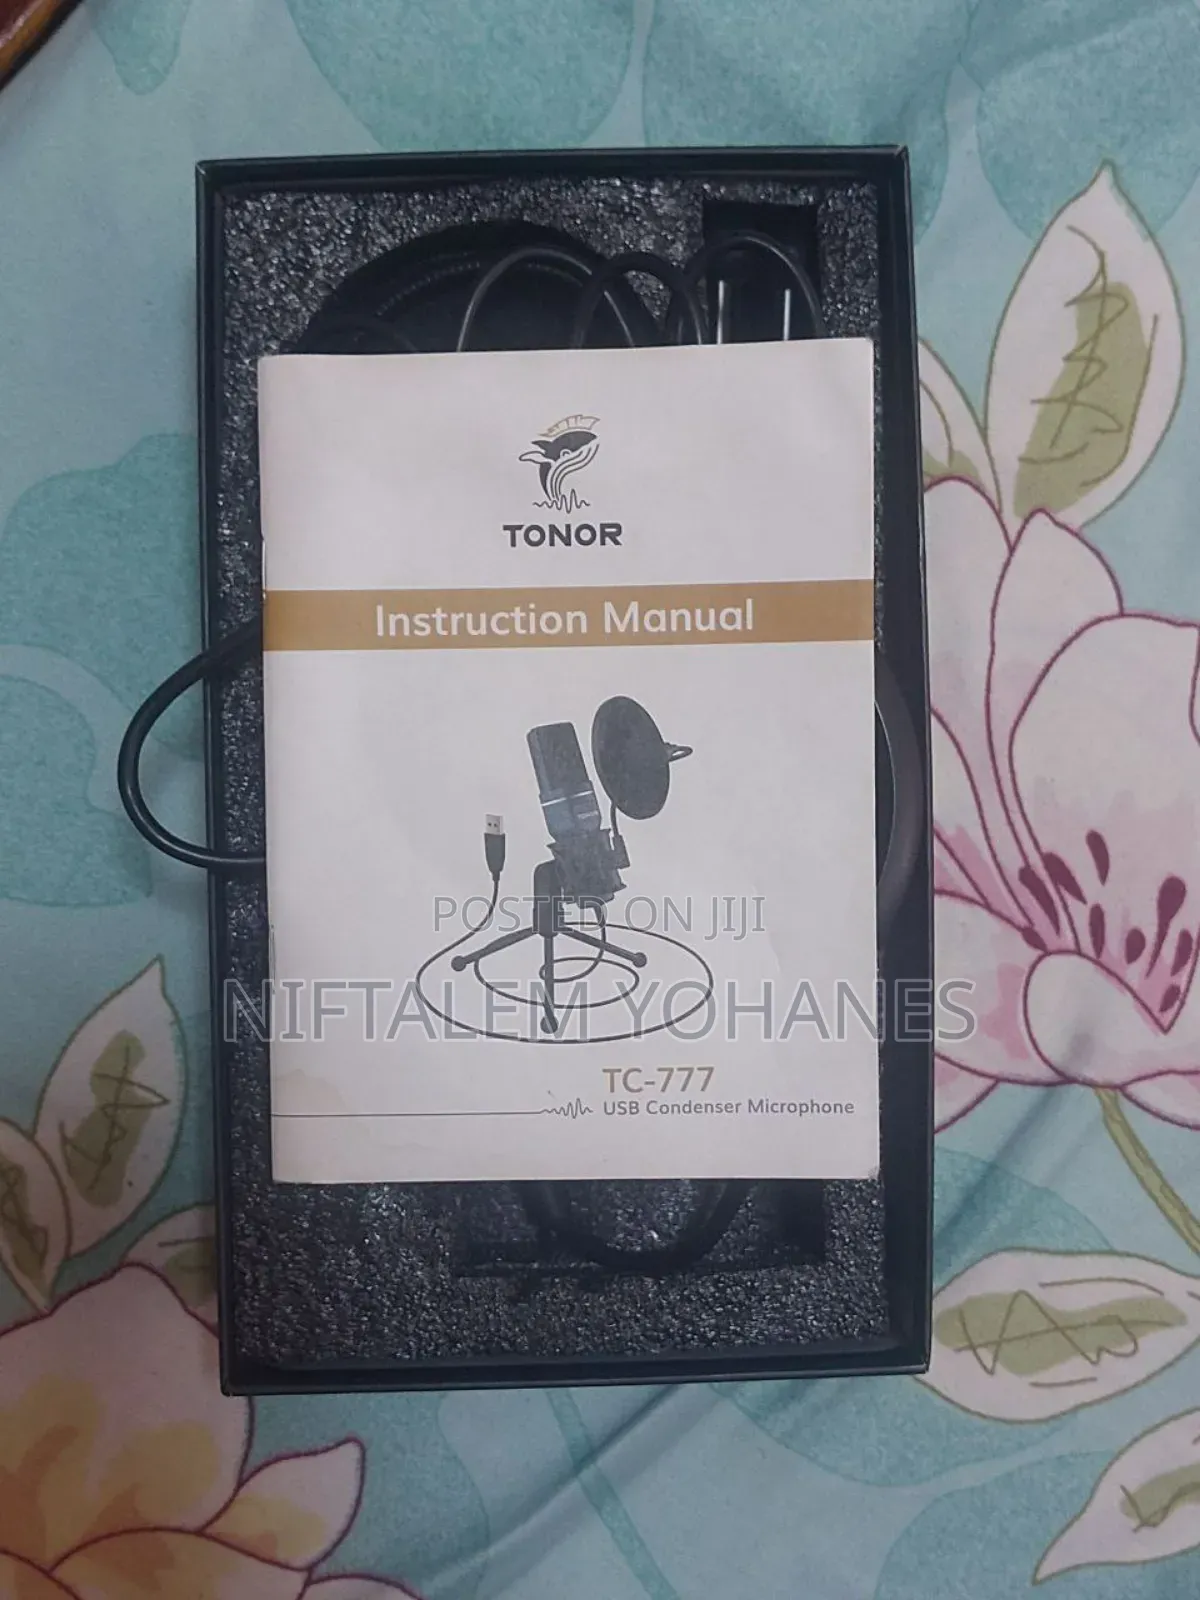 TONOR
Instruction Manual
POSTED ON JIJI
NIFTALEM YOHANES
TC-777
USB Condenser Microphone